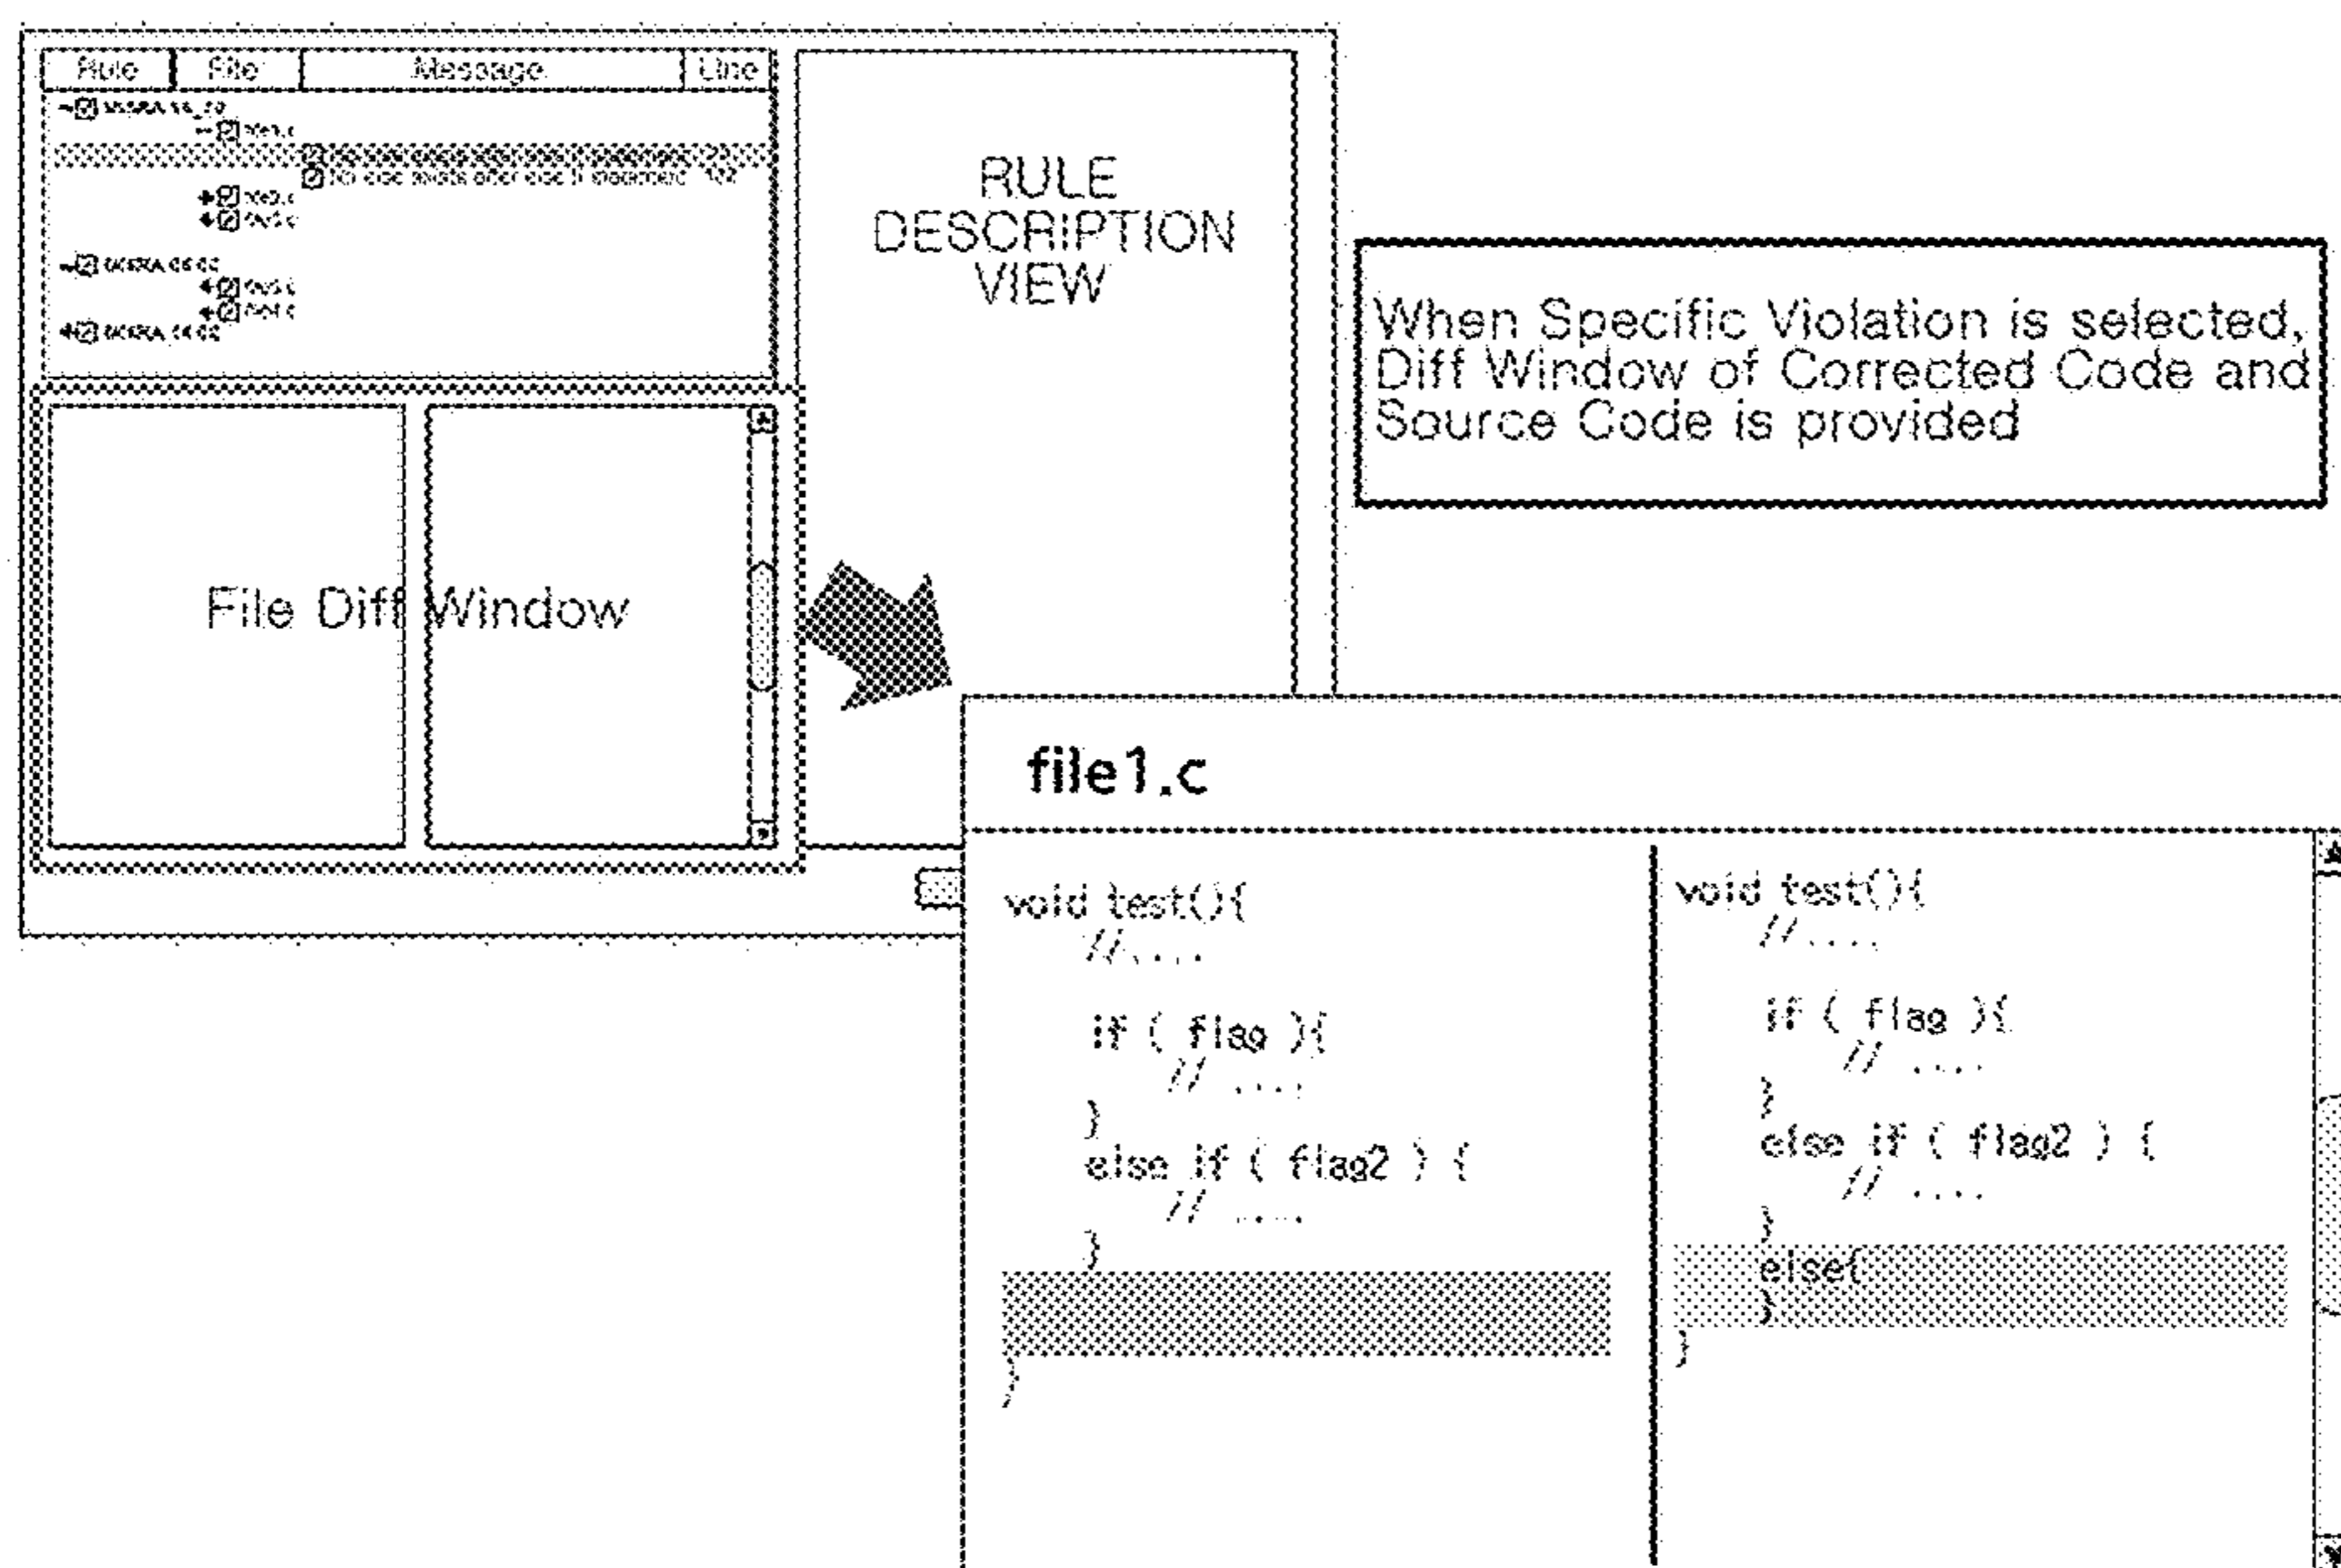 Rule File Message Line
RULE
DESCRIPTION
VIEW
When Specific Violation is selected,
Diff Window of Corrected Code and
Source Code is provided
File Diff Window
file1.c
void test(){
//....
if ( flag ){
// ....
}
else if ( flag2 ) {
// ....
}
}
void test(){
//....
if ( flag ){
// ....
}
else if ( flag2 ) {
// ....
}
else{
}
}